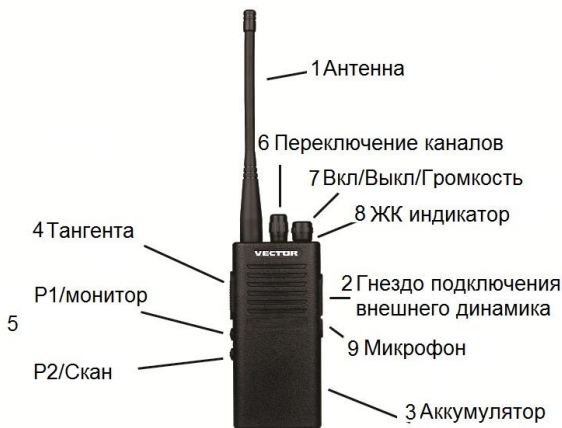 1 Антенна
6 Переключение каналов
7 Вкл/Выкл/Громкость
8 ЖК индикатор
4 Тангента
VECTOR
2 Гнездо подключения
внешнего динамика
P1/монитор
5
9 Микрофон
P2/Скан
3 Аккумулятор